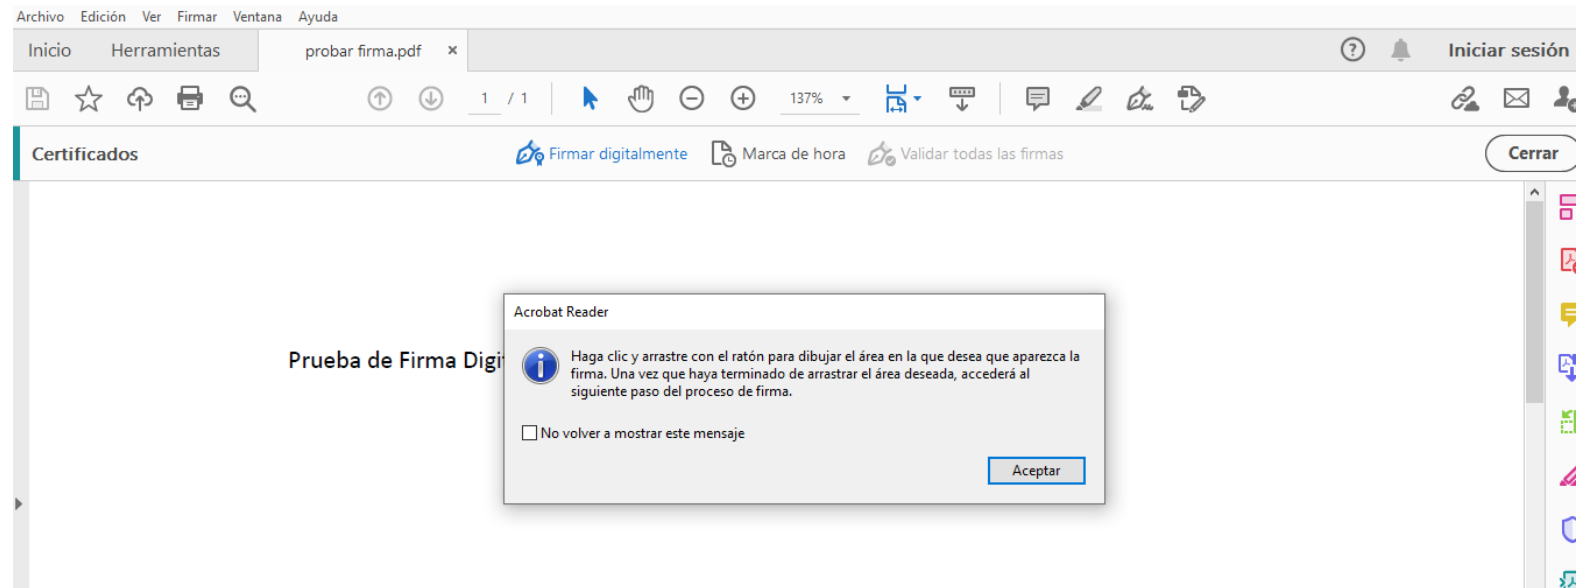 Archivo Edición Ver Firmar Ventana Ayuda
Inicio Herramientas probar firma.pdf × Iniciar sesión
1 / 1 137%
Certificados Firmar digitalmente Marca de hora Validar todas las firmas Cerrar
Acrobat Reader
Prueba de Firma Digi
Haga clic y arrastre con el ratón para dibujar el área en la que desea que aparezca la
firma. Una vez que haya terminado de arrastrar el área deseada, accederá al
siguiente paso del proceso de firma.
No volver a mostrar este mensaje
Aceptar